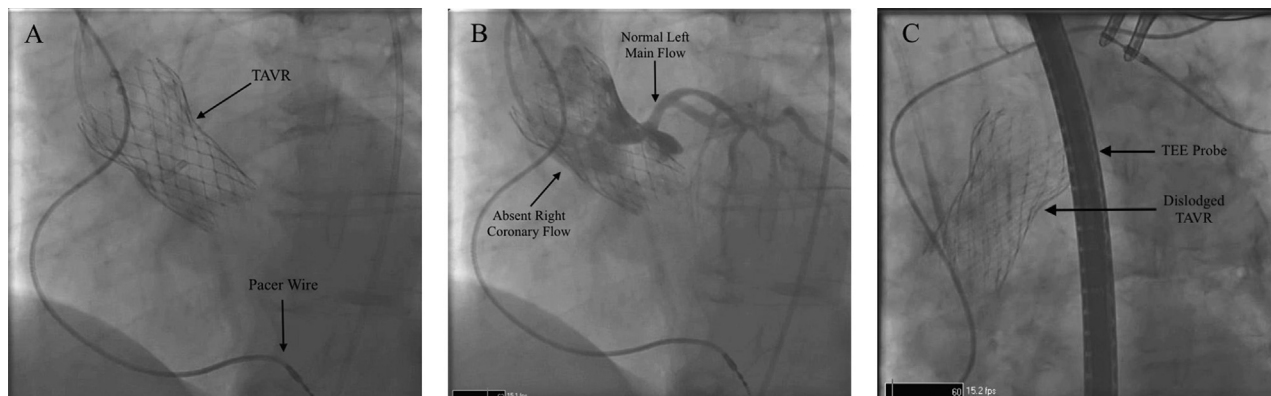 A
TAVR
Pacer Wire
B
Normal Left
Main Flow
Absent Right
Coronary Flow
C
TEE Probe
Dislodged
TAVR
60
15.2 fps